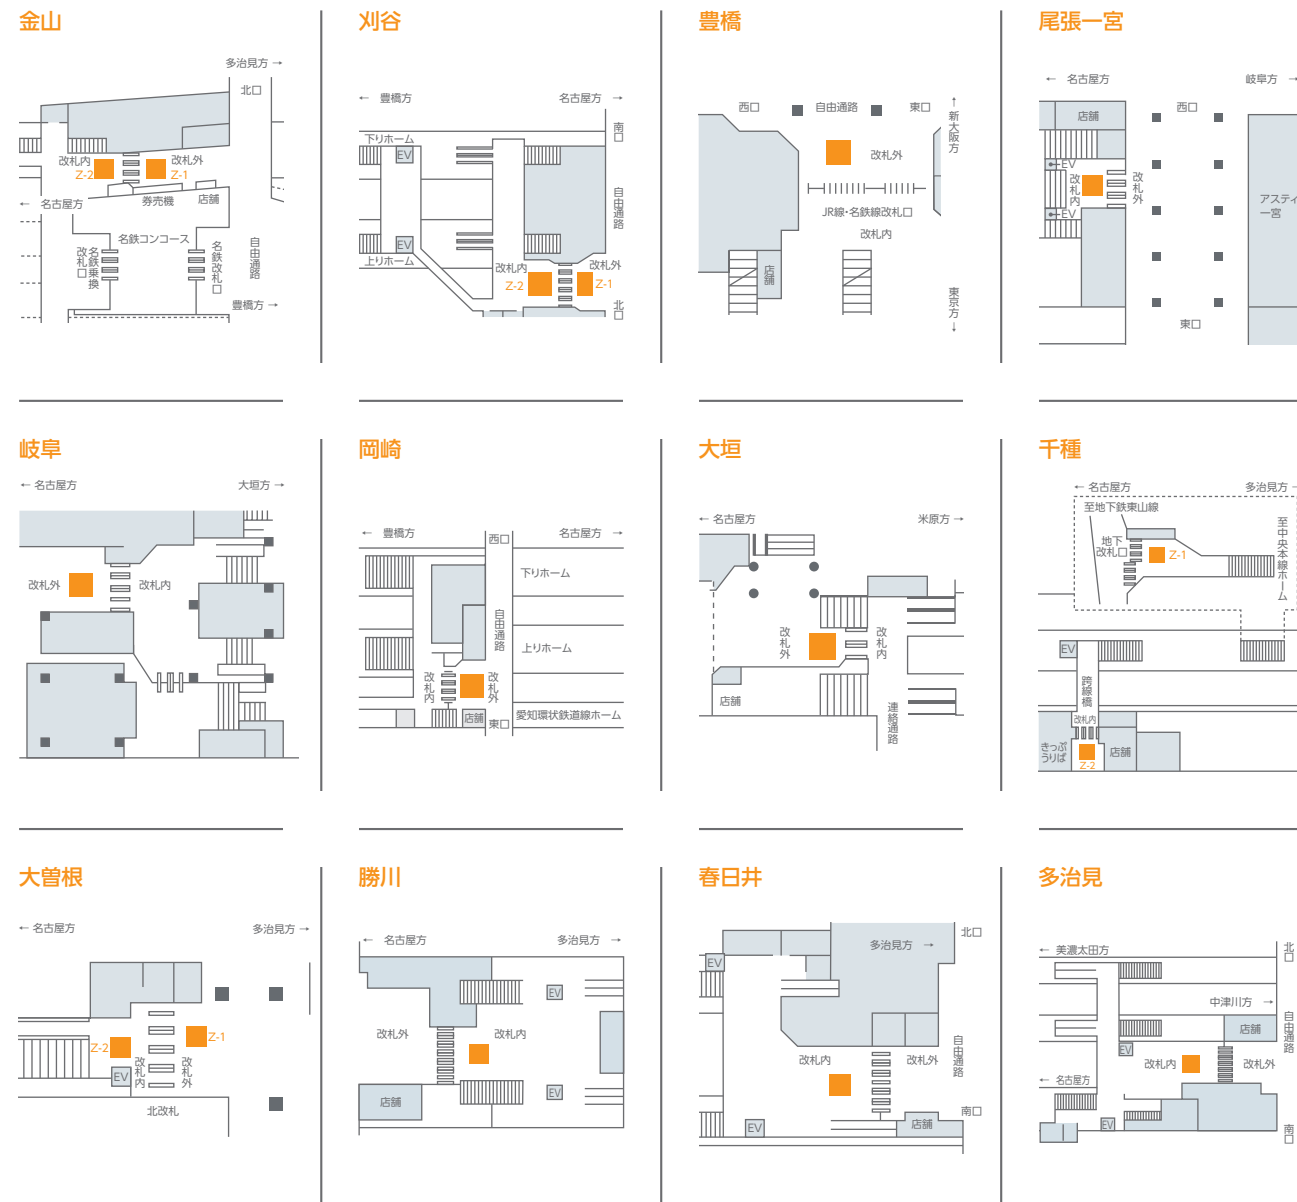 金山
多治見方 →
北口
改札内
改札外
Z-2
Z-1
← 名古屋方
券売機
店舗
名鉄コンコース
名鉄乗換
改札口
名鉄改札口
自由通路
豊橋方 →
刈谷
← 豊橋方
名古屋方 →
南口
下りホーム
EV
自由通路
EV
上りホーム
改札内
改札外
Z-2
Z-1
北口
豊橋
西口
自由通路
東口
↑新大阪方
改札外
JR線・名鉄線改札口
改札内
店舗
東京方↓
尾張一宮
← 名古屋方
岐阜方 →
店舗
西口
EV
改札内
改札外
EV
アスティ
一宮
東口
岐阜
← 名古屋方
大垣方 →
改札外
改札内
岡崎
← 豊橋方
西口
名古屋方 →
下りホーム
自由通路
上りホーム
改札内
改札外
店舗
東口
愛知環状鉄道線ホーム
大垣
← 名古屋方
米原方 →
改札外
改札内
店舗
連絡通路
千種
← 名古屋方
多治見方 →
至地下鉄東山線
地下
改札口
Z-1
至中央本線ホーム
EV
跨線橋
改札内
きっぷ
うりば
店舗
Z-2
大曽根
← 名古屋方
多治見方 →
Z-2
Z-1
改札内
改札外
EV
北改札
勝川
← 名古屋方
多治見方 →
EV
改札外
改札内
EV
店舗
春日井
北口
多治見方 →
EV
自由通路
改札内
改札外
南口
EV
店舗
多治見
← 美濃太田方
北口
中津川方 →
自由通路
店舗
EV
改札内
改札外
← 名古屋方
EV
南口